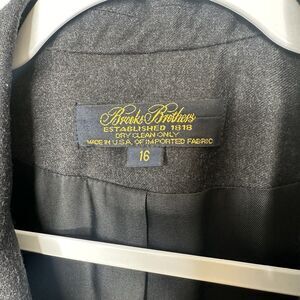 Brooks Brothers
ESTABLISHED 1818
DRY CLEAN ONLY
MADE IN U.S.A. OF IMPORTED FABRIC
16